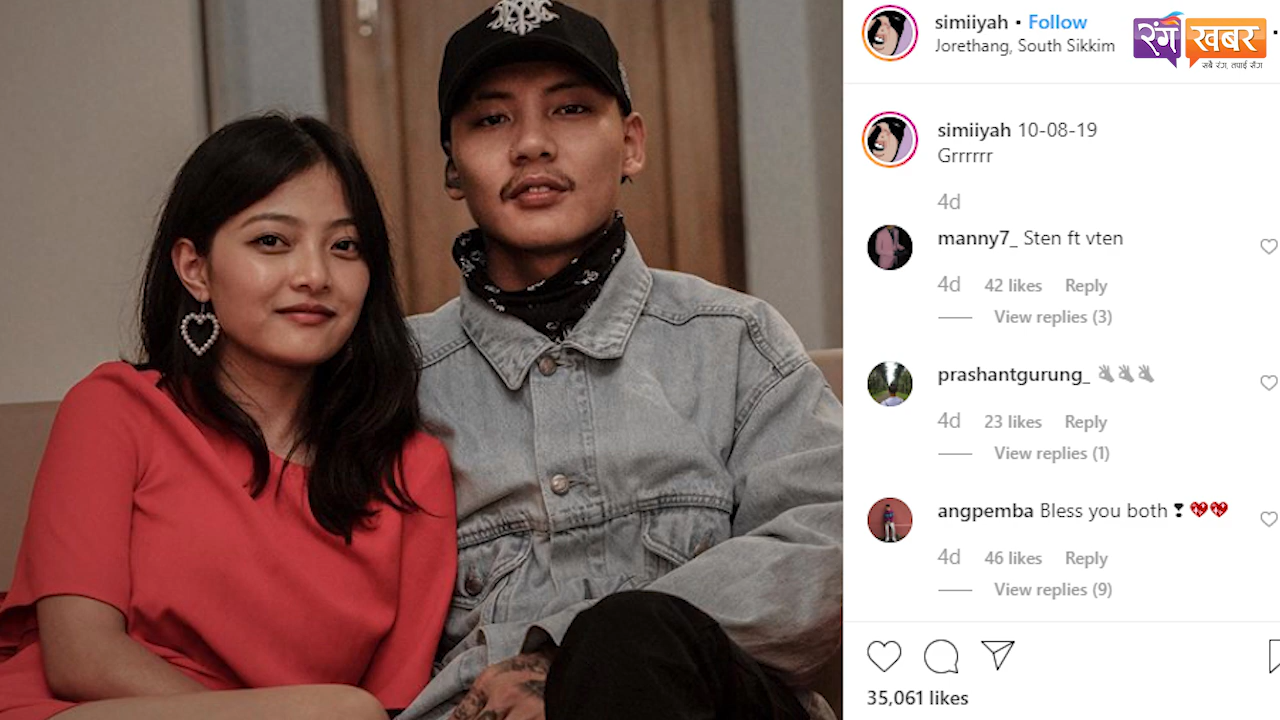 simiiyah • Follow
Jorethang, South Sikkim
रंग खबर
सबै रंग, तपाईं सँग
simiiyah 10-08-19
Grrrrrr
4d
manny7_ Sten ft vten
4d 42 likes Reply
View replies (3)
prashantgurung_ 
4d 23 likes Reply
View replies (1)
angpemba Bless you both ❣ 💖💖
4d 46 likes Reply
View replies (9)
35,061 likes